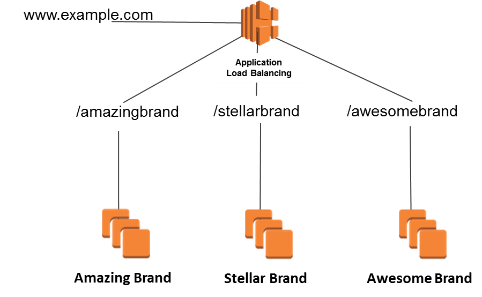 www.example.com
Application
Load Balancing
/amazingbrand
/stellarbrand
/awesomebrand
Amazing Brand
Stellar Brand
Awesome Brand